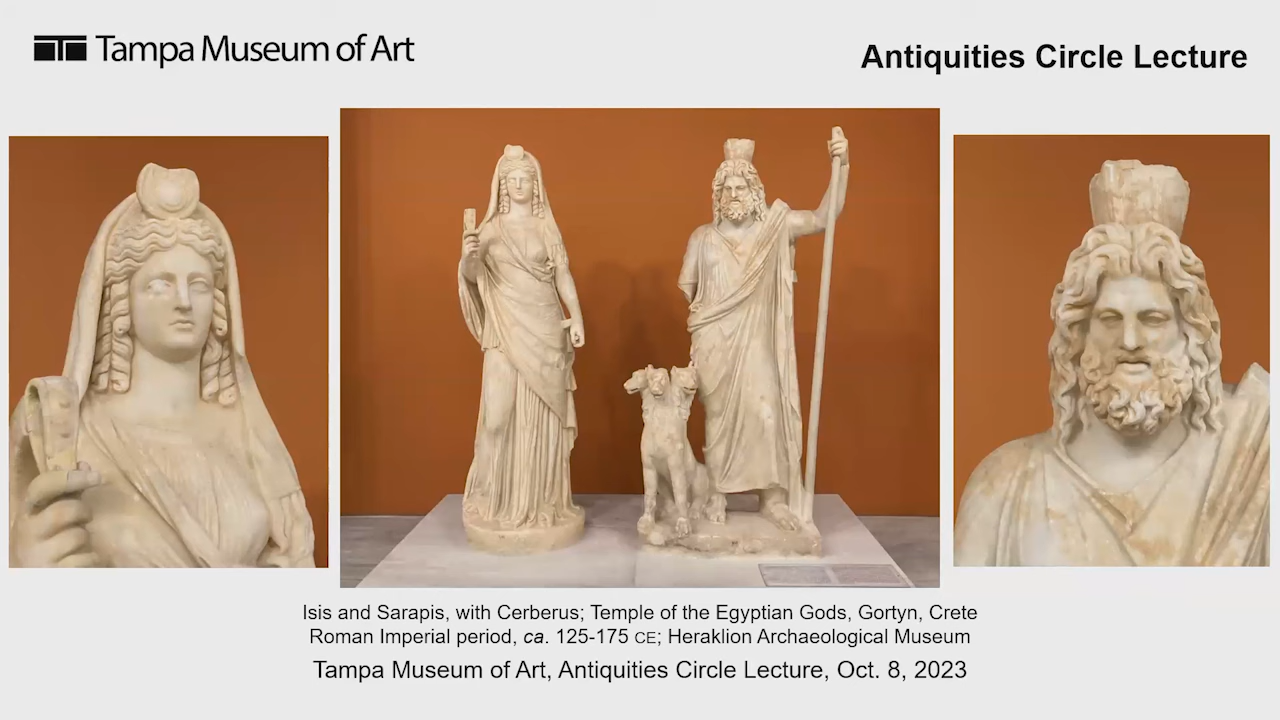 Tampa Museum of Art
Antiquities Circle Lecture
Isis and Sarapis, with Cerberus; Temple of the Egyptian Gods, Gortyn, Crete
Roman Imperial period, ca. 125-175 CE; Heraklion Archaeological Museum
Tampa Museum of Art, Antiquities Circle Lecture, Oct. 8, 2023